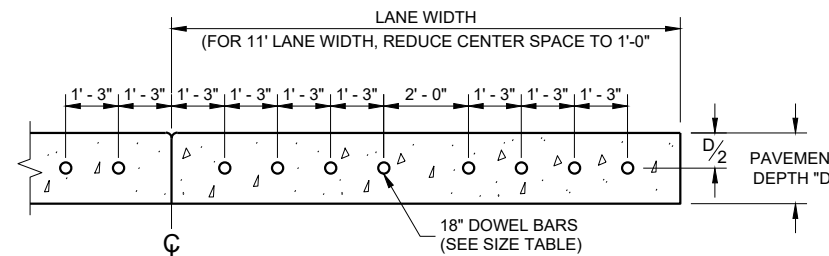 LANE WIDTH
(FOR 11' LANE WIDTH, REDUCE CENTER SPACE TO 1'-0"
1' - 3" 1' - 3" 1' - 3" 1' - 3" 1' - 3" 1' - 3" 2' - 0" 1' - 3" 1' - 3" 1' - 3"
D/2
PAVEMEN
DEPTH "D
18" DOWEL BARS
(SEE SIZE TABLE)
℄